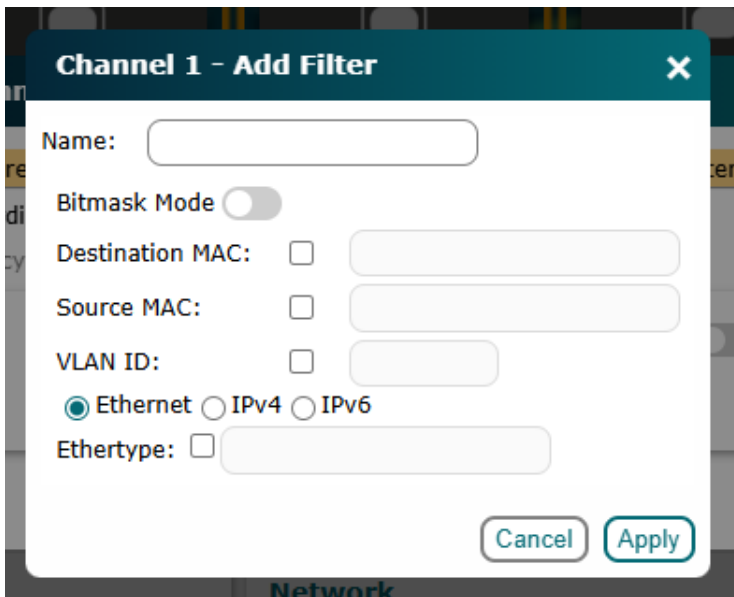 Channel 1 - Add Filter
Name:
Bitmask Mode
Destination MAC:
Source MAC:
VLAN ID:
Ethernet IPv4 IPv6
Ethertype:
Cancel Apply
Network